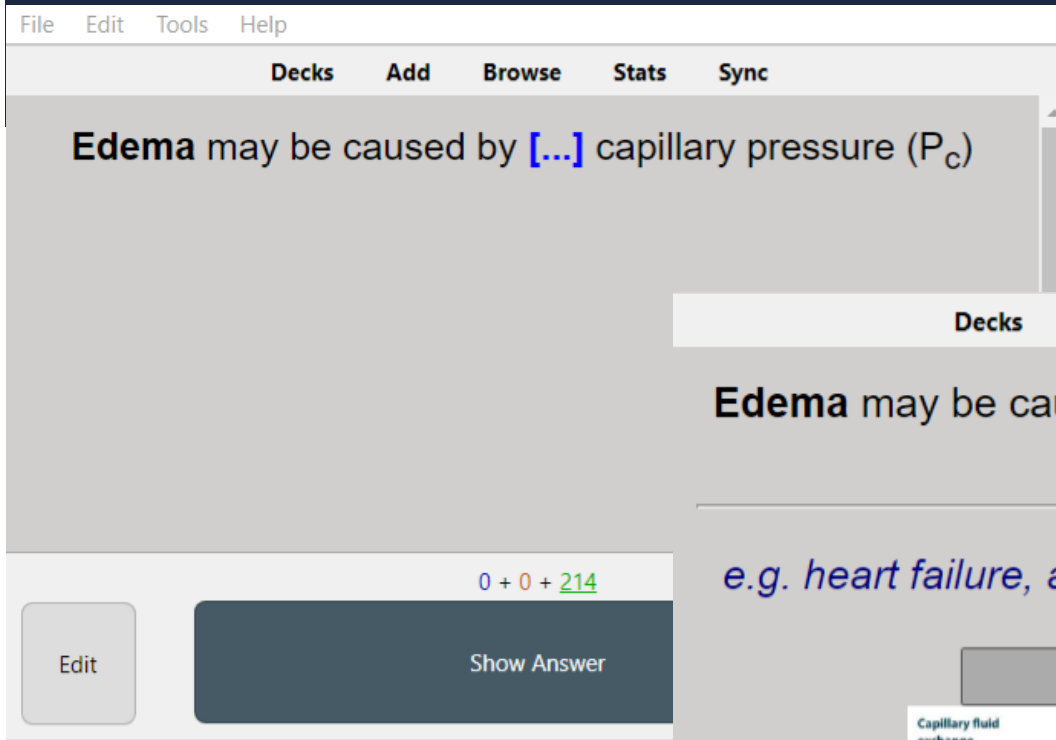 File Edit Tools Help
Decks Add Browse Stats Sync
Edema may be caused by [...] capillary pressure (Pc)
0 + 0 + 214
Edit
Show Answer
Decks
Edema may be
e.g. heart failure,
Capillary fluid